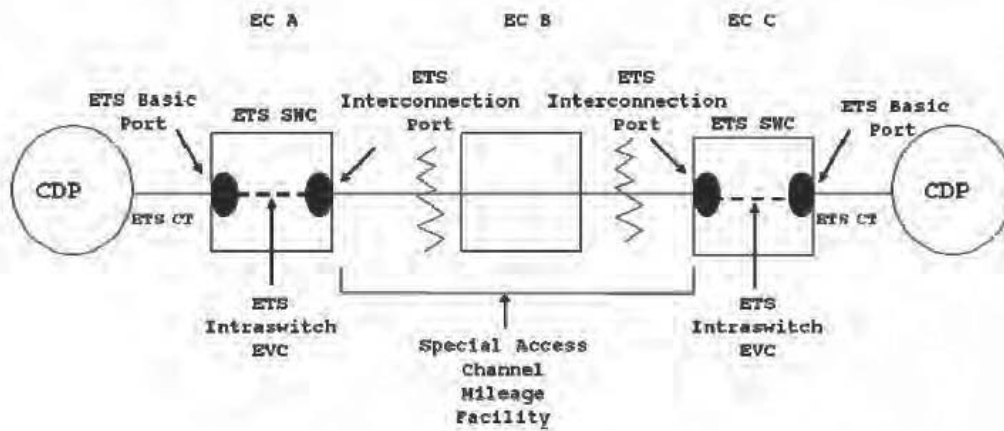 EC A
EC B
EC C
ETS Basic
Port
ETS SWC
ETS
Interconnection
Port
ETS
Interconnection
Port
ETS SWC
ETS Basic
Port
CDP
ETS CT
CDP
ETS CT
ETS
Intraswitch
EVC
Special Access
Channel
Mileage
Facility
ETS
Intraswitch
EVC